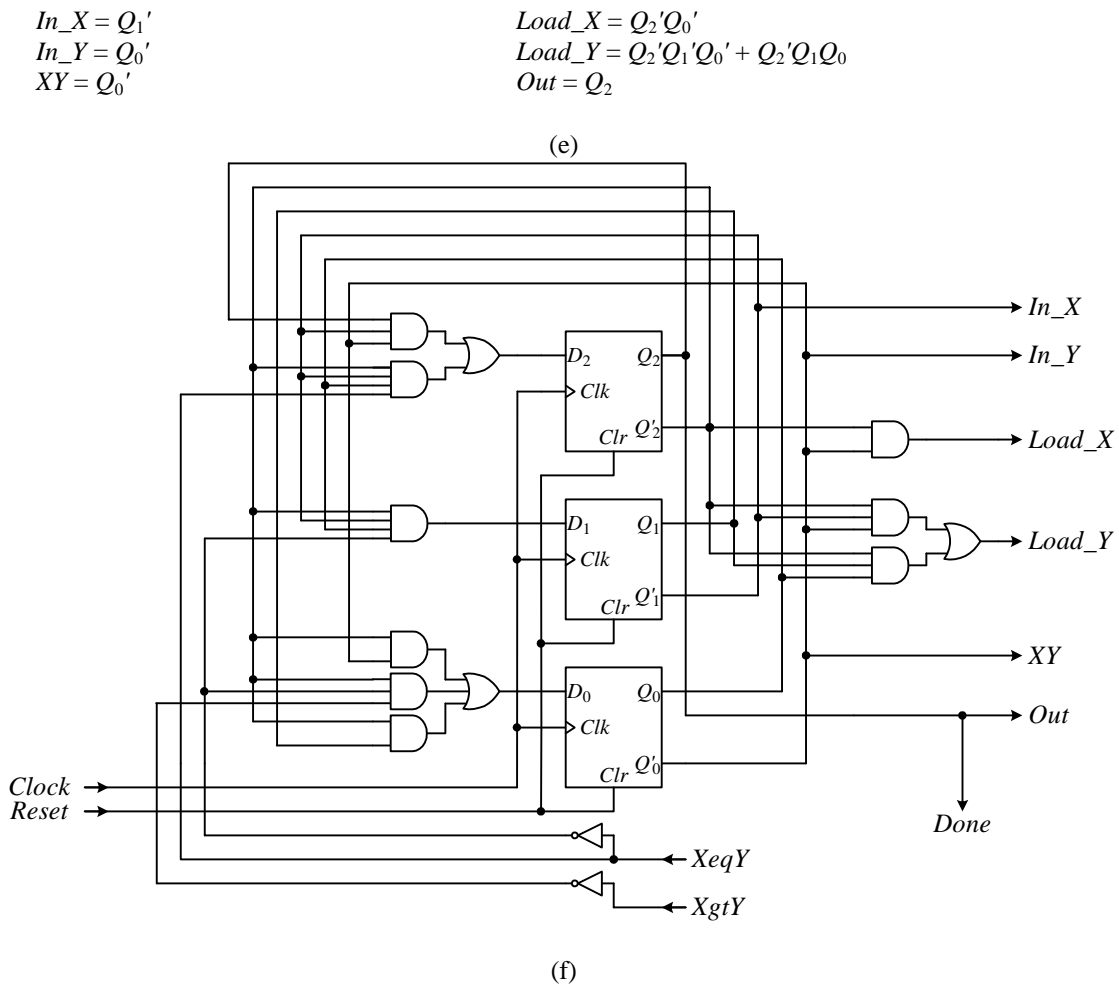 In_X = Q1' Load_X = Q2'Q0'
In_Y = Q0' Load_Y = Q2'Q1'Q0' + Q2'Q1Q0
XY = Q0' Out = Q2
(e)
In_X
D2 Q2 In_Y
Clk
Clr Q'2 Load_X
D1 Q1 Load_Y
Clk
Clr Q'1
XY
D0 Q0
Clk Out
Clr Q'0
Clock
Reset Done
XeqY
XgtY
(f)